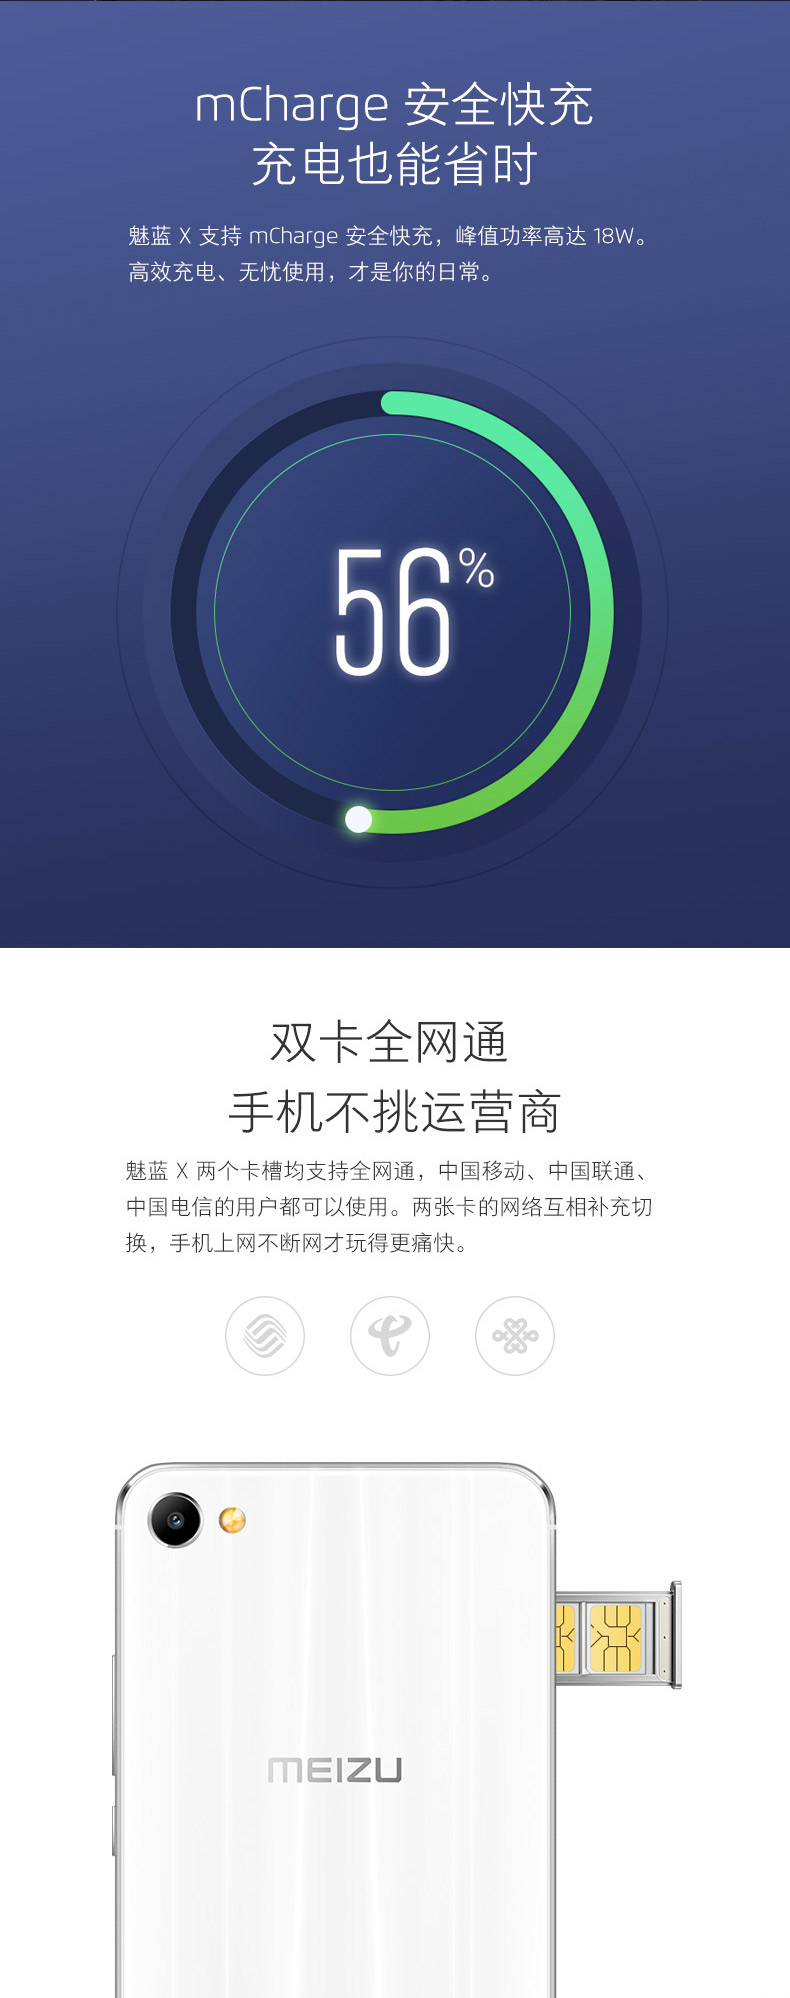 mCharge 安全快充
充电也能省时
魅蓝 X 支持 mCharge 安全快充，峰值功率高达 18W。
高效充电、无忧使用，才是你的日常。
56%
双卡全网通
手机不挑运营商
魅蓝 X 两个卡槽均支持全网通，中国移动、中国联通、
中国电信的用户都可以使用。两张卡的网络互相补充切
换，手机上网不断网才玩得更痛快。
MEIZU